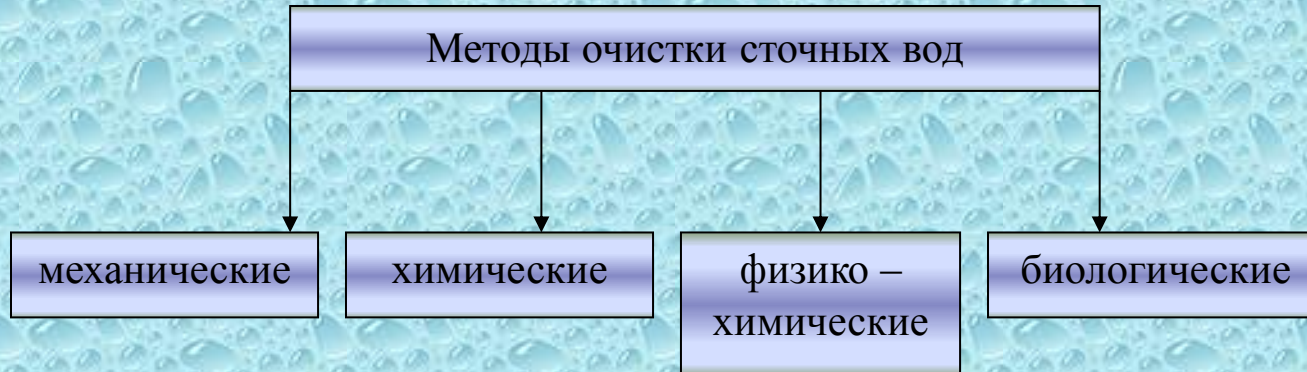 Методы очистки сточных вод
механические
химические
физико –
химические
биологические